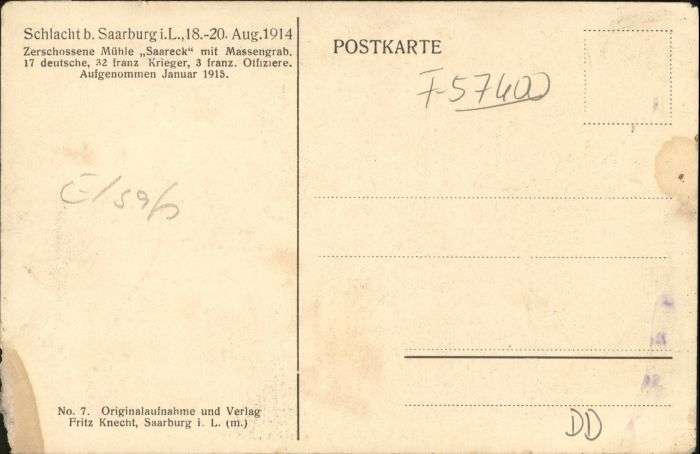 Schlacht b. Saarburg i.L.,18.-20. Aug.1914
Zerschossene Mühle „Saareck" mit Massengrab.
17 deutsche, 32 franz Krieger, 3 franz. Offiziere.
Aufgenommen Januar 1915.
POSTKARTE
F-57400
Elsaß
No. 7. Originalaufnahme und Verlag
Fritz Knecht, Saarburg i. L. (m.)
DD